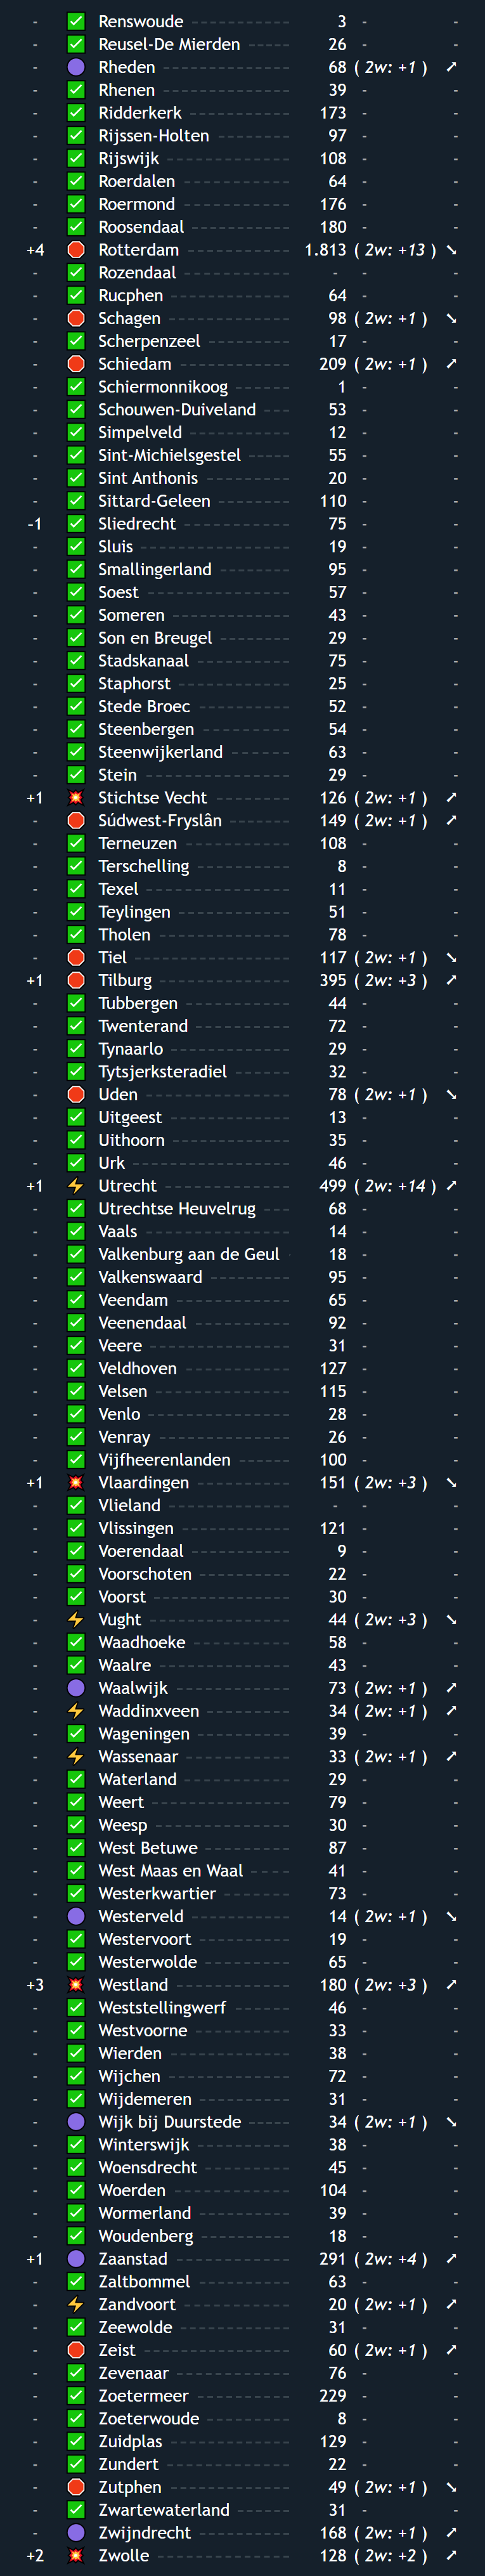 - ✅ Renswoude ------------- 3 - -
- ✅ Reusel-De Mierden ------ 26 - -
- 🟣 Rheden ---------------- 68 ( 2w: +1 ) ➚
- ✅ Rhenen ---------------- 39 - -
- ✅ Ridderkerk ------------- 173 - -
- ✅ Rijssen-Holten ---------- 97 - -
- ✅ Rijswijk ---------------- 108 - -
- ✅ Roerdalen -------------- 64 - -
- ✅ Roermond -------------- 176 - -
- ✅ Roosendaal ------------- 180 - -
+4 🛑 Rotterdam ------------- 1.813 ( 2w: +13 ) ➘
- ✅ Rozendaal ------------- - - -
- ✅ Rucphen --------------- 64 - -
- 🛑 Schagen --------------- 98 ( 2w: +1 ) ➘
- ✅ Scherpenzeel ----------- 17 - -
- 🛑 Schiedam -------------- 209 ( 2w: +1 ) ➚
- ✅ Schiermonnikoog -------- 1 - -
- ✅ Schouwen-Duiveland ---- 53 - -
- ✅ Simpelveld ------------- 12 - -
- ✅ Sint-Michielsgestel ------ 55 - -
- ✅ Sint Anthonis ----------- 20 - -
- ✅ Sittard-Geleen ---------- 110 - -
-1 ✅ Sliedrecht ------------- 75 - -
- ✅ Sluis ------------------- 19 - -
- ✅ Smallingerland ---------- 95 - -
- ✅ Soest ------------------ 57 - -
- ✅ Someren --------------- 43 - -
- ✅ Son en Breugel --------- 29 - -
- ✅ Stadskanaal ------------ 75 - -
- ✅ Staphorst -------------- 25 - -
- ✅ Stede Broec ------------ 52 - -
- ✅ Steenbergen ------------ 54 - -
- ✅ Steenwijkerland -------- 63 - -
- ✅ Stein ------------------ 29 - -
+1 💥 Stichtse Vecht ---------- 126 ( 2w: +1 ) ➚
- 🛑 Súdwest-Fryslân -------- 149 ( 2w: +1 ) ➚
- ✅ Terneuzen ------------- 108 - -
- ✅ Terschelling ------------ 8 - -
- ✅ Texel ------------------ 11 - -
- ✅ Teylingen -------------- 51 - -
- ✅ Tholen ---------------- 78 - -
- 🛑 Tiel ------------------- 117 ( 2w: +1 ) ➘
+1 🛑 Tilburg ---------------- 395 ( 2w: +3 ) ➚
- ✅ Tubbergen ------------- 44 - -
- ✅ Twenterand ------------ 72 - -
- ✅ Tynaarlo --------------- 29 - -
- ✅ Tytsjerksteradiel -------- 32 - -
- 🛑 Uden ------------------ 78 ( 2w: +1 ) ➘
- ✅ Uitgeest --------------- 13 - -
- ✅ Uithoorn --------------- 35 - -
- ✅ Urk ------------------- 46 - -
+1 ⚡ Utrecht ---------------- 499 ( 2w: +14 ) ➚
- ✅ Utrechtse Heuvelrug ---- 68 - -
- ✅ Vaals ------------------ 14 - -
- ✅ Valkenburg aan de Geul - 18 - -
- ✅ Valkenswaard ---------- 95 - -
- ✅ Veendam -------------- 65 - -
- ✅ Veenendaal ------------ 92 - -
- ✅ Veere ----------------- 31 - -
- ✅ Veldhoven ------------- 127 - -
- ✅ Velsen ----------------- 115 - -
- ✅ Venlo ------------------ 28 - -
- ✅ Venray ---------------- 26 - -
- ✅ Vijfheerenlanden ------- 100 - -
+1 💥 Vlaardingen ------------ 151 ( 2w: +3 ) ➘
- ✅ Vlieland --------------- - - -
- ✅ Vlissingen -------------- 121 - -
- ✅ Voerendaal ------------- 9 - -
- ✅ Voorschoten ------------ 22 - -
- ✅ Voorst ----------------- 30 - -
- ⚡ Vught ----------------- 44 ( 2w: +3 ) ➘
- ✅ Waadhoeke ------------ 58 - -
- ✅ Waalre ---------------- 43 - -
- 🟣 Waalwijk -------------- 73 ( 2w: +1 ) ➚
- ⚡ Waddinxveen ----------- 34 ( 2w: +1 ) ➚
- ✅ Wageningen ------------ 39 - -
- ⚡ Wassenaar ------------- 33 ( 2w: +1 ) ➚
- ✅ Waterland ------------- 29 - -
- ✅ Weert ----------------- 79 - -
- ✅ Weesp ----------------- 30 - -
- ✅ West Betuwe ----------- 87 - -
- ✅ West Maas en Waal ----- 41 - -
- ✅ Westerkwartier --------- 73 - -
- 🟣 Westerveld ------------ 14 ( 2w: +1 ) ➘
- ✅ Westervoort ----------- 19 - -
- ✅ Westerwolde ----------- 65 - -
+3 💥 Westland -------------- 180 ( 2w: +3 ) ➚
- ✅ Weststellingwerf -------- 46 - -
- ✅ Westvoorne ------------ 33 - -
- ✅ Wierden --------------- 38 - -
- ✅ Wijchen --------------- 72 - -
- ✅ Wijdemeren ------------ 31 - -
- 🟣 Wijk bij Duurstede ------ 34 ( 2w: +1 ) ➘
- ✅ Winterswijk ------------ 38 - -
- ✅ Woensdrecht ----------- 45 - -
- ✅ Woerden -------------- 104 - -
- ✅ Wormerland ----------- 39 - -
- ✅ Woudenberg ----------- 18 - -
+1 🟣 Zaanstad -------------- 291 ( 2w: +4 ) ➚
- ✅ Zaltbommel ------------ 63 - -
- ⚡ Zandvoort ------------- 20 ( 2w: +1 ) ➚
- ✅ Zeewolde -------------- 31 - -
- 🛑 Zeist ------------------ 60 ( 2w: +1 ) ➚
- ✅ Zevenaar -------------- 76 - -
- ✅ Zoetermeer ------------ 229 - -
- ✅ Zoeterwoude ----------- 8 - -
- ✅ Zuidplas --------------- 129 - -
- ✅ Zundert --------------- 22 - -
- 🛑 Zutphen --------------- 49 ( 2w: +1 ) ➘
- ✅ Zwartewaterland ------- 31 - -
- 🟣 Zwijndrecht ------------ 168 ( 2w: +1 ) ➚
+2 💥 Zwolle ---------------- 128 ( 2w: +2 ) ➚